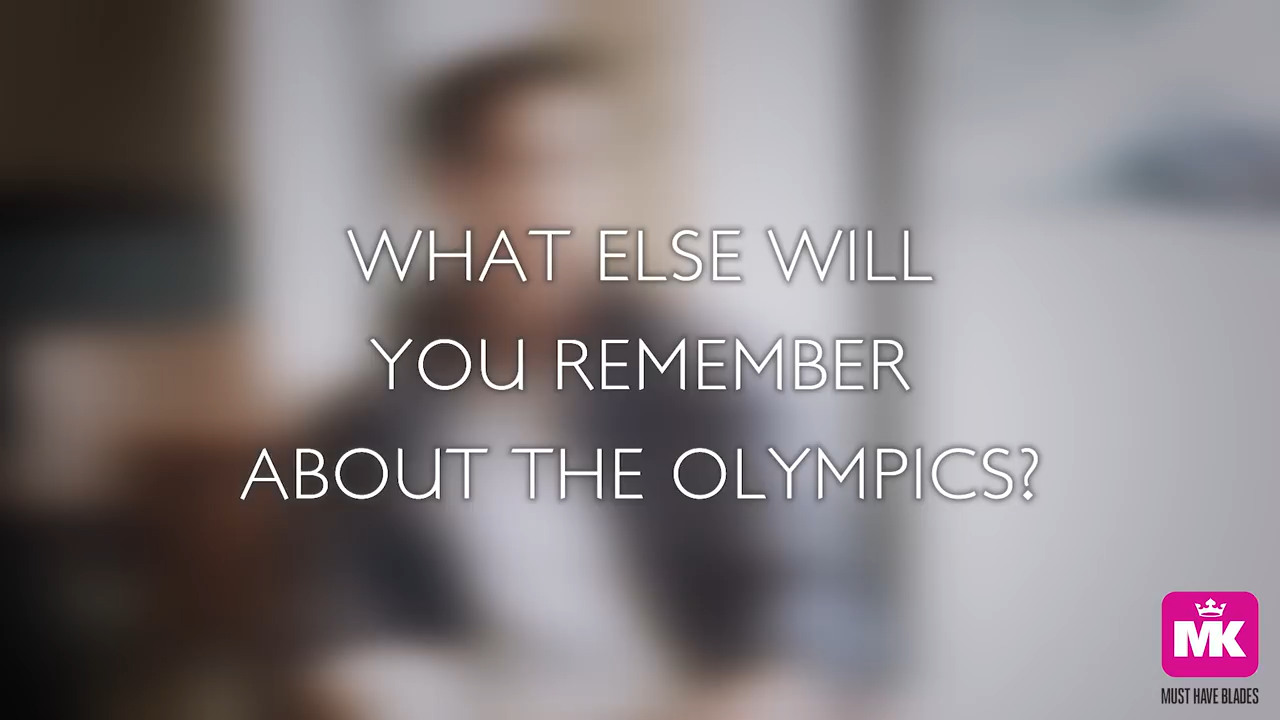 WHAT ELSE WILL
YOU REMEMBER
ABOUT THE OLYMPICS?
MK
MUST HAVE BLADES